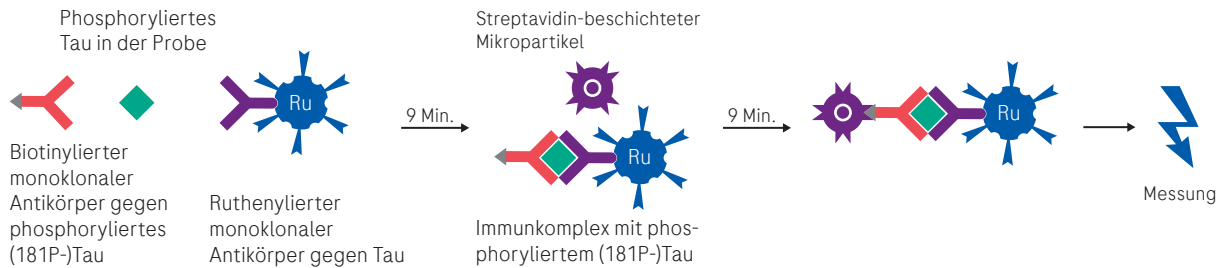 Phosphoryliertes
Tau in der Probe
Ru
Biotinylierter
monoklonaler
Antikörper gegen
phosphoryliertes
(181P-)Tau
Ruthenylierter
monoklonaler
Antikörper gegen Tau
9 Min.
Streptavidin-beschichteter
Mikropartikel
Ru
Immunkomplex mit phos-
phoryliertem (181P-)Tau
9 Min.
Ru
Messung